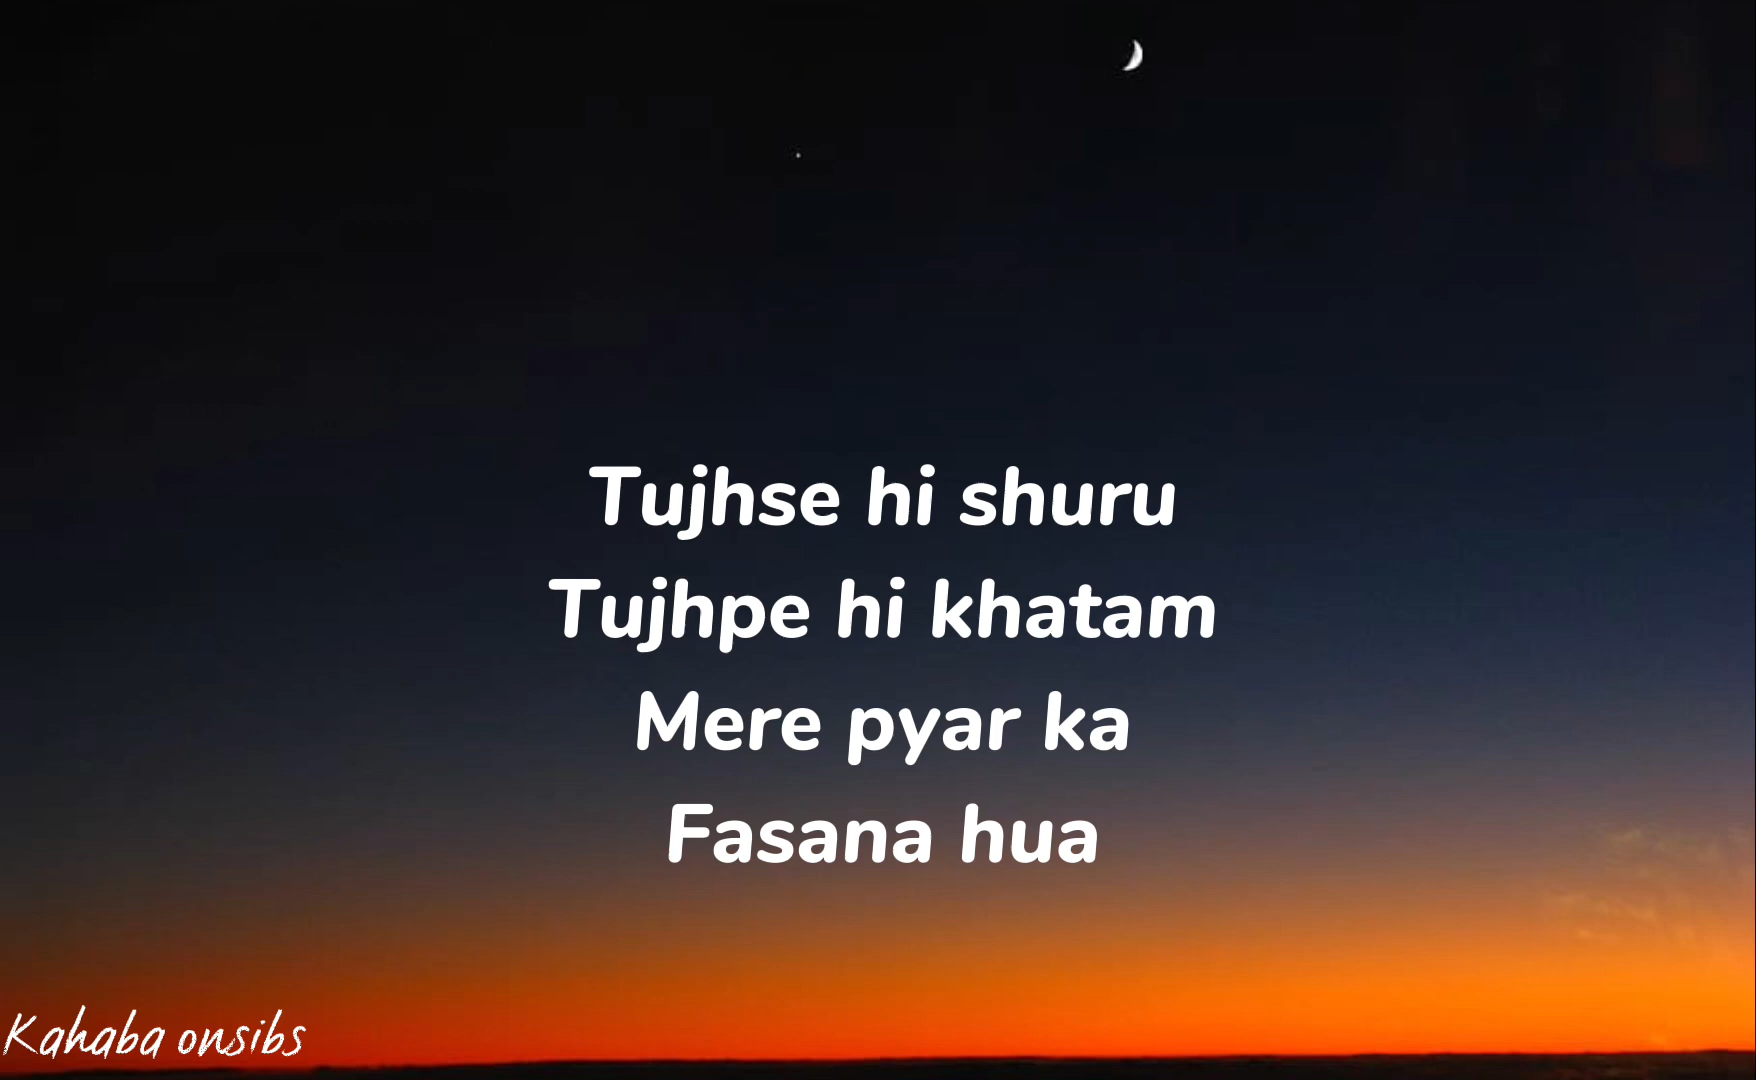 Tujhse hi shuru
Tujhpe hi khatam
Mere pyar ka
Fasana hua
Kahaba onsibs